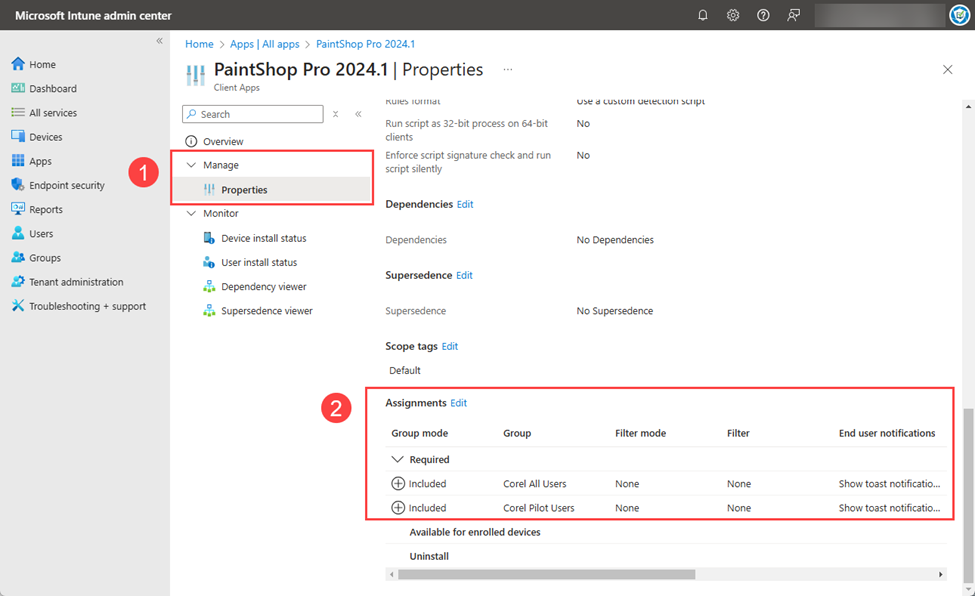 Microsoft Intune admin center
Home
Dashboard
All services
Devices
Apps
Endpoint security
Reports
Users
Groups
Tenant administration
Troubleshooting + support
Home > Apps | All apps > PaintShop Pro 2024.1
PaintShop Pro 2024.1 | Properties ...
Client Apps
Search
Overview
Manage
Properties
Monitor
Device install status
User install status
Dependency viewer
Supersedence viewer
1
Rules format Use a custom detection script
Run script as 32-bit process on 64-bit No
clients
Enforce script signature check and run No
script silently
Dependencies Edit
Dependencies No Dependencies
Supersedence Edit
Supersedence No Supersedence
Scope tags Edit
Default
2
Assignments Edit
Group mode Group Filter mode Filter End user notifications
Required
Included Corel All Users None None Show toast notificatio...
Included Corel Pilot Users None None Show toast notificatio...
Available for enrolled devices
Uninstall